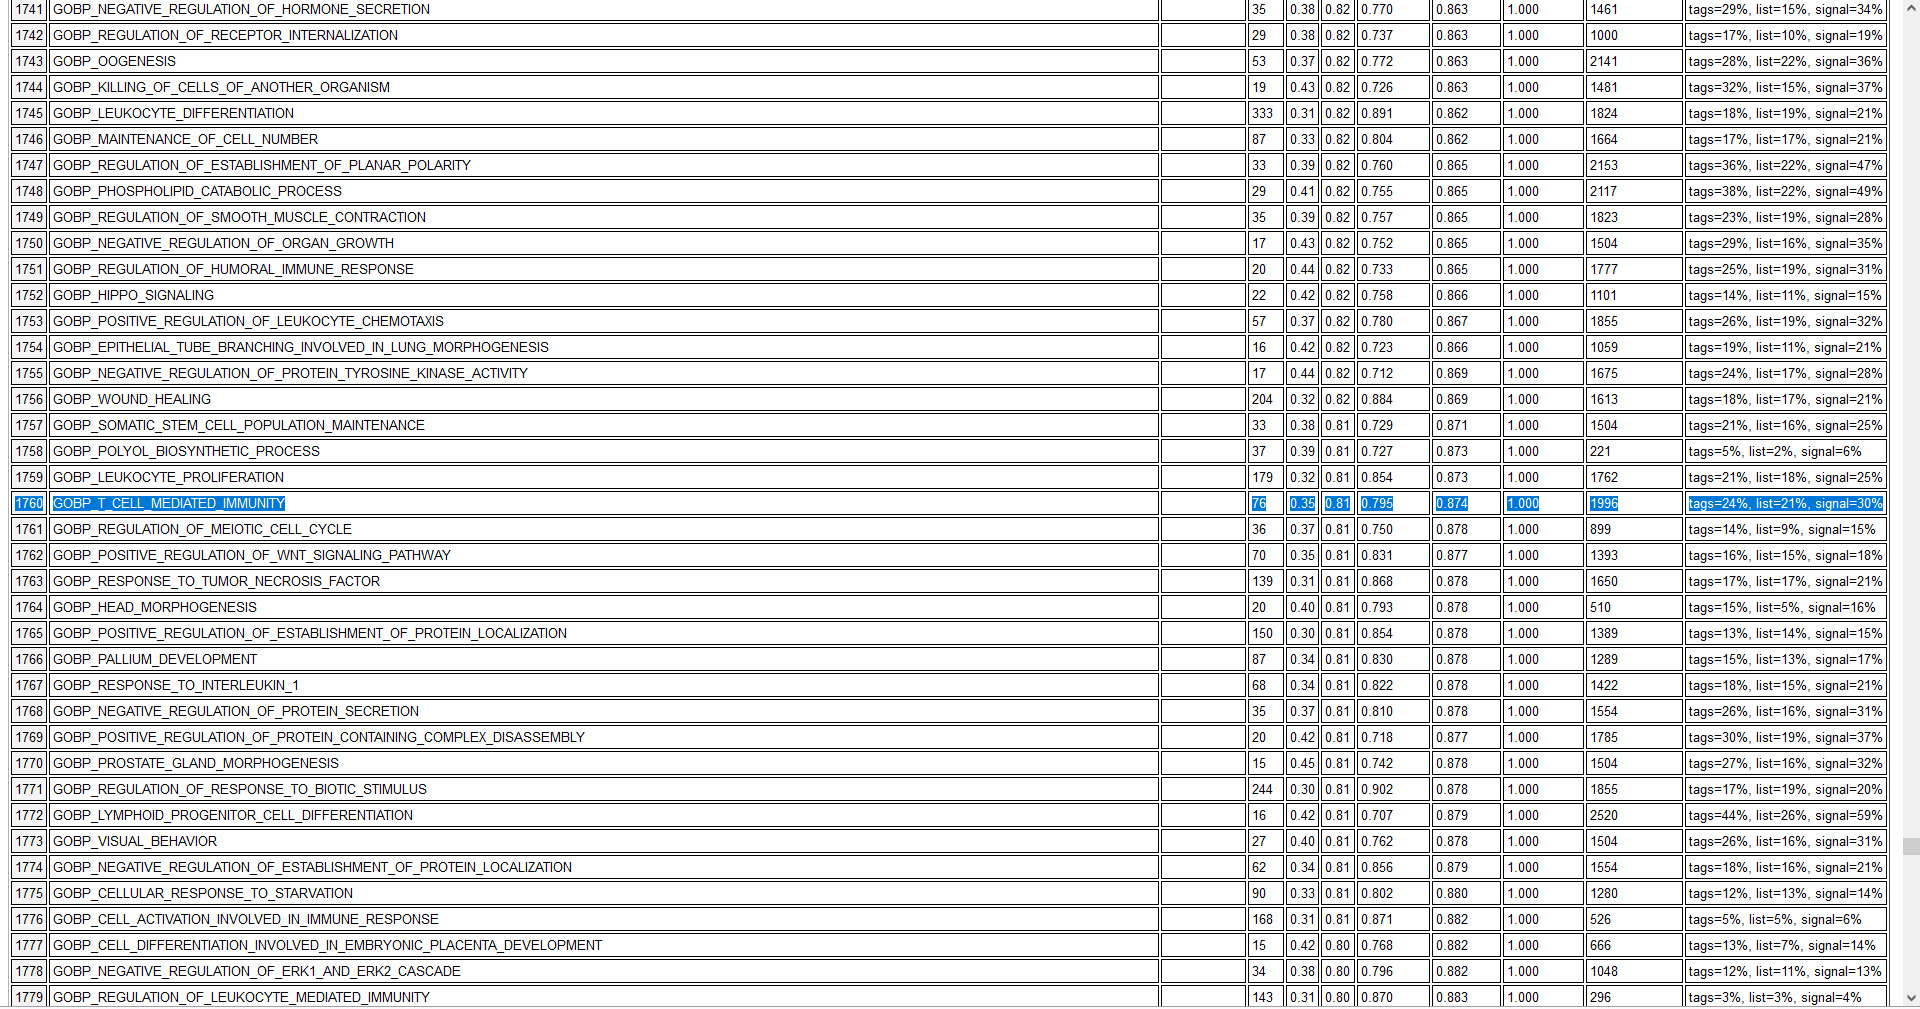 1741 GOBP_NEGATIVE_REGULATION_OF_HORMONE_SECRETION 35 0.38 0.82 0.770 0.863 1.000 1461 tags=29%, list=15%, signal=34%
1742 GOBP_REGULATION_OF_RECEPTOR_INTERNALIZATION 29 0.38 0.82 0.737 0.863 1.000 1000 tags=17%, list=10%, signal=19%
1743 GOBP_OOGENESIS 53 0.37 0.82 0.772 0.863 1.000 2141 tags=28%, list=22%, signal=36%
1744 GOBP_KILLING_OF_CELLS_OF_ANOTHER_ORGANISM 19 0.43 0.82 0.726 0.863 1.000 1481 tags=32%, list=15%, signal=37%
1745 GOBP_LEUKOCYTE_DIFFERENTIATION 333 0.31 0.82 0.891 0.862 1.000 1824 tags=18%, list=19%, signal=21%
1746 GOBP_MAINTENANCE_OF_CELL_NUMBER 87 0.33 0.82 0.804 0.862 1.000 1664 tags=17%, list=17%, signal=21%
1747 GOBP_REGULATION_OF_ESTABLISHMENT_OF_PLANAR_POLARITY 33 0.39 0.82 0.760 0.865 1.000 2153 tags=36%, list=22%, signal=47%
1748 GOBP_PHOSPHOLIPID_CATABOLIC_PROCESS 29 0.41 0.82 0.755 0.865 1.000 2117 tags=38%, list=22%, signal=49%
1749 GOBP_REGULATION_OF_SMOOTH_MUSCLE_CONTRACTION 35 0.39 0.82 0.757 0.865 1.000 1823 tags=23%, list=19%, signal=28%
1750 GOBP_NEGATIVE_REGULATION_OF_ORGAN_GROWTH 17 0.43 0.82 0.752 0.865 1.000 1504 tags=29%, list=16%, signal=35%
1751 GOBP_REGULATION_OF_HUMORAL_IMMUNE_RESPONSE 20 0.44 0.82 0.733 0.865 1.000 1777 tags=25%, list=19%, signal=31%
1752 GOBP_HIPPO_SIGNALING 22 0.42 0.82 0.758 0.866 1.000 1101 tags=14%, list=11%, signal=15%
1753 GOBP_POSITIVE_REGULATION_OF_LEUKOCYTE_CHEMOTAXIS 57 0.37 0.82 0.780 0.867 1.000 1855 tags=26%, list=19%, signal=32%
1754 GOBP_EPITHELIAL_TUBE_BRANCHING_INVOLVED_IN_LUNG_MORPHOGENESIS 16 0.42 0.82 0.723 0.866 1.000 1059 tags=19%, list=11%, signal=21%
1755 GOBP_NEGATIVE_REGULATION_OF_PROTEIN_TYROSINE_KINASE_ACTIVITY 17 0.44 0.82 0.712 0.869 1.000 1675 tags=24%, list=17%, signal=28%
1756 GOBP_WOUND_HEALING 204 0.32 0.82 0.884 0.869 1.000 1613 tags=18%, list=17%, signal=21%
1757 GOBP_SOMATIC_STEM_CELL_POPULATION_MAINTENANCE 33 0.38 0.81 0.729 0.871 1.000 1504 tags=21%, list=16%, signal=25%
1758 GOBP_POLYOL_BIOSYNTHETIC_PROCESS 37 0.39 0.81 0.727 0.873 1.000 221 tags=5%, list=2%, signal=6%
1759 GOBP_LEUKOCYTE_PROLIFERATION 179 0.32 0.81 0.854 0.873 1.000 1762 tags=21%, list=18%, signal=25%
1760 GOBP_T_CELL_MEDIATED_IMMUNITY 76 0.35 0.81 0.795 0.874 1.000 1996 tags=24%, list=21%, signal=30%
1761 GOBP_REGULATION_OF_MEIOTIC_CELL_CYCLE 36 0.37 0.81 0.750 0.878 1.000 899 tags=14%, list=9%, signal=15%
1762 GOBP_POSITIVE_REGULATION_OF_WNT_SIGNALING_PATHWAY 70 0.35 0.81 0.831 0.877 1.000 1393 tags=16%, list=15%, signal=18%
1763 GOBP_RESPONSE_TO_TUMOR_NECROSIS_FACTOR 139 0.31 0.81 0.868 0.878 1.000 1650 tags=17%, list=17%, signal=21%
1764 GOBP_HEAD_MORPHOGENESIS 20 0.40 0.81 0.793 0.878 1.000 510 tags=15%, list=5%, signal=16%
1765 GOBP_POSITIVE_REGULATION_OF_ESTABLISHMENT_OF_PROTEIN_LOCALIZATION 150 0.30 0.81 0.854 0.878 1.000 1389 tags=13%, list=14%, signal=15%
1766 GOBP_PALLIUM_DEVELOPMENT 87 0.34 0.81 0.830 0.878 1.000 1289 tags=15%, list=13%, signal=17%
1767 GOBP_RESPONSE_TO_INTERLEUKIN_1 68 0.34 0.81 0.822 0.878 1.000 1422 tags=18%, list=15%, signal=21%
1768 GOBP_NEGATIVE_REGULATION_OF_PROTEIN_SECRETION 35 0.37 0.81 0.810 0.878 1.000 1554 tags=26%, list=16%, signal=31%
1769 GOBP_POSITIVE_REGULATION_OF_PROTEIN_CONTAINING_COMPLEX_DISASSEMBLY 20 0.42 0.81 0.718 0.877 1.000 1785 tags=30%, list=19%, signal=37%
1770 GOBP_PROSTATE_GLAND_MORPHOGENESIS 15 0.45 0.81 0.742 0.878 1.000 1504 tags=27%, list=16%, signal=32%
1771 GOBP_REGULATION_OF_RESPONSE_TO_BIOTIC_STIMULUS 244 0.30 0.81 0.902 0.878 1.000 1855 tags=17%, list=19%, signal=20%
1772 GOBP_LYMPHOID_PROGENITOR_CELL_DIFFERENTIATION 16 0.42 0.81 0.707 0.879 1.000 2520 tags=44%, list=26%, signal=59%
1773 GOBP_VISUAL_BEHAVIOR 27 0.40 0.81 0.762 0.878 1.000 1504 tags=26%, list=16%, signal=31%
1774 GOBP_NEGATIVE_REGULATION_OF_ESTABLISHMENT_OF_PROTEIN_LOCALIZATION 62 0.34 0.81 0.856 0.879 1.000 1554 tags=18%, list=16%, signal=21%
1775 GOBP_CELLULAR_RESPONSE_TO_STARVATION 90 0.33 0.81 0.802 0.880 1.000 1280 tags=12%, list=13%, signal=14%
1776 GOBP_CELL_ACTIVATION_INVOLVED_IN_IMMUNE_RESPONSE 168 0.31 0.81 0.871 0.882 1.000 526 tags=5%, list=5%, signal=6%
1777 GOBP_CELL_DIFFERENTIATION_INVOLVED_IN_EMBRYONIC_PLACENTA_DEVELOPMENT 15 0.42 0.80 0.768 0.882 1.000 666 tags=13%, list=7%, signal=14%
1778 GOBP_NEGATIVE_REGULATION_OF_ERK1_AND_ERK2_CASCADE 34 0.38 0.80 0.796 0.882 1.000 1048 tags=12%, list=11%, signal=13%
1779 GOBP_REGULATION_OF_LEUKOCYTE_MEDIATED_IMMUNITY 143 0.31 0.80 0.870 0.883 1.000 296 tags=3%, list=3%, signal=4%